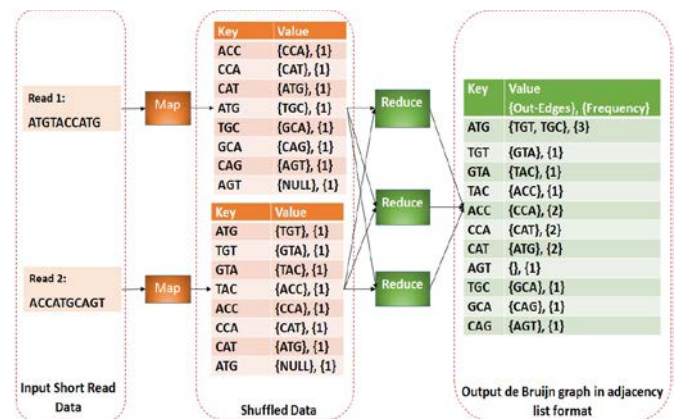 Read 1:
ATGTACCATG
Read 2:
ACCATGCAGT
Input Short Read
Data
Map
Map
Key Value
ACC {CCA}, {1}
CCA {CAT}, {1}
CAT {ATG}, {1}
ATG {TGC}, {1}
TGC {GCA}, {1}
GCA {CAG}, {1}
CAG {AGT}, {1}
AGT {NULL}, {1}
Key Value
ATG {TGT}, {1}
TGT {GTA}, {1}
GTA {TAC}, {1}
TAC {ACC}, {1}
ACC {CCA}, {1}
CCA {CAT}, {1}
CAT {ATG}, {1}
ATG {NULL}, {1}
Shuffled Data
Reduce
Reduce
Reduce
Key Value
{Out-Edges}, {Frequency}
ATG {TGT, TGC}, {3}
TGT {GTA}, {1}
GTA {TAC}, {1}
TAC {ACC}, {1}
ACC {CCA}, {2}
CCA {CAT}, {2}
CAT {ATG}, {2}
AGT {}, {1}
TGC {GCA}, {1}
GCA {CAG}, {1}
CAG {AGT}, {1}
Output de Bruijn graph in adjacency
list format